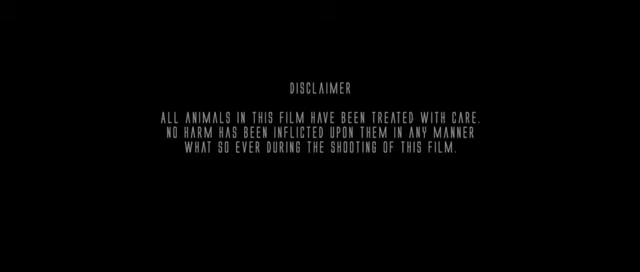 DISCLAIMER
ALL ANIMALS IN THIS FILM HAVE BEEN TREATED WITH CARE.
NO HARM HAS BEEN INFLICTED UPON THEM IN ANY MANNER
WHAT SO EVER DURING THE SHOOTING OF THIS FILM.